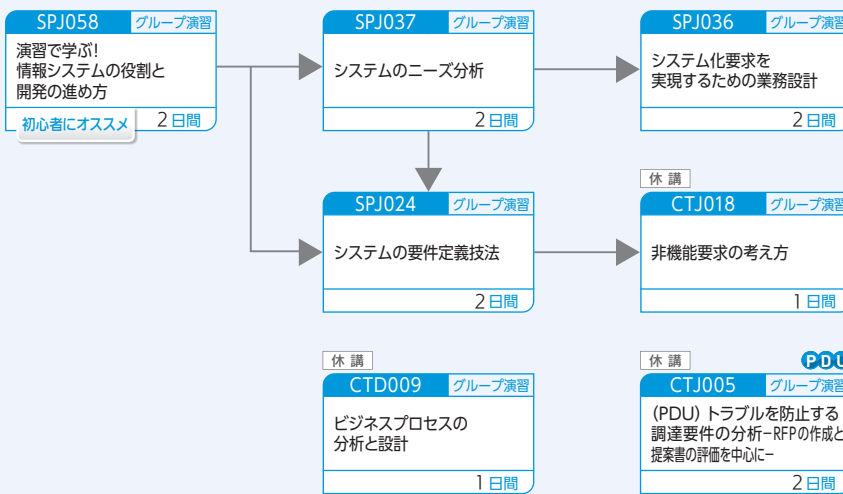 SPJ058 グループ演習
演習で学ぶ!
情報システムの役割と
開発の進め方
初心者にオススメ 2日間
SPJ037 グループ演習
システムのニーズ分析
2日間
SPJ036 グループ演習
システム化要求を
実現するための業務設計
2日間
SPJ024 グループ演習
システムの要件定義技法
2日間
休 講
CTJ018 グループ演習
非機能要求の考え方
1日間
休 講
CTD009 グループ演習
ビジネスプロセスの
分析と設計
1日間
休 講 PDU
CTJ005 グループ演習
(PDU) トラブルを防止する
調達要件の分析−RFPの作成と
提案書の評価を中心に−
2日間